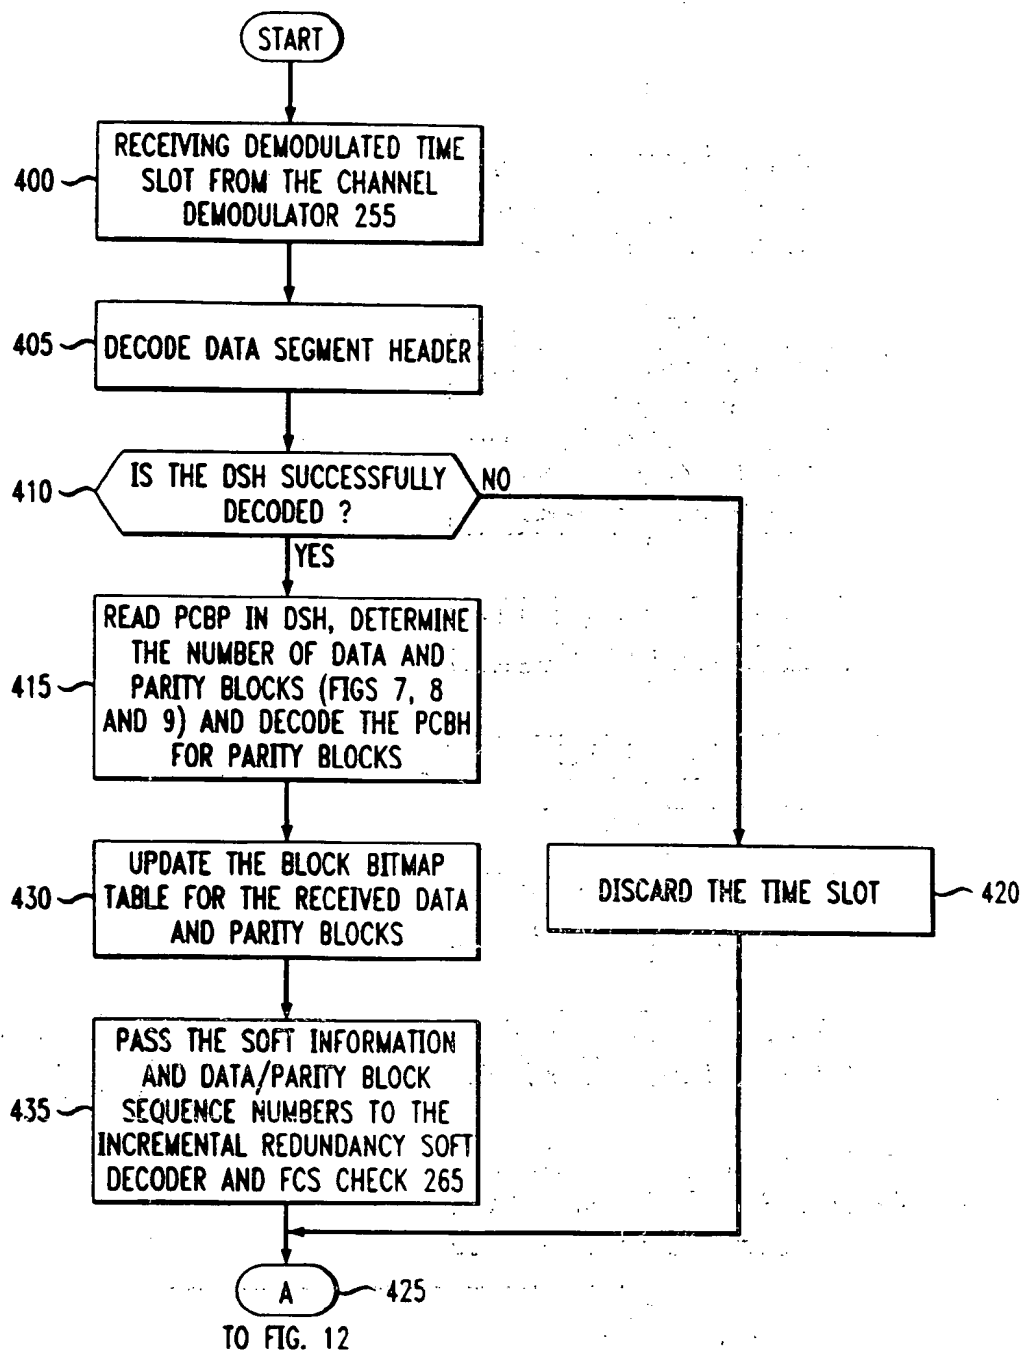 START
RECEIVING DEMODULATED TIME
SLOT FROM THE CHANNEL
DEMODULATOR 255
400
DECODE DATA SEGMENT HEADER
405
IS THE DSH SUCCESSFULLY
DECODED ?
410
NO
YES
READ PCBP IN DSH, DETERMINE
THE NUMBER OF DATA AND
PARITY BLOCKS (FIGS 7, 8
AND 9) AND DECODE THE PCBH
FOR PARITY BLOCKS
415
UPDATE THE BLOCK BITMAP
TABLE FOR THE RECEIVED DATA
AND PARITY BLOCKS
430
DISCARD THE TIME SLOT
420
PASS THE SOFT INFORMATION
AND DATA/PARITY BLOCK
SEQUENCE NUMBERS TO THE
INCREMENTAL REDUNDANCY SOFT
DECODER AND FCS CHECK 265
435
A
425
TO FIG. 12